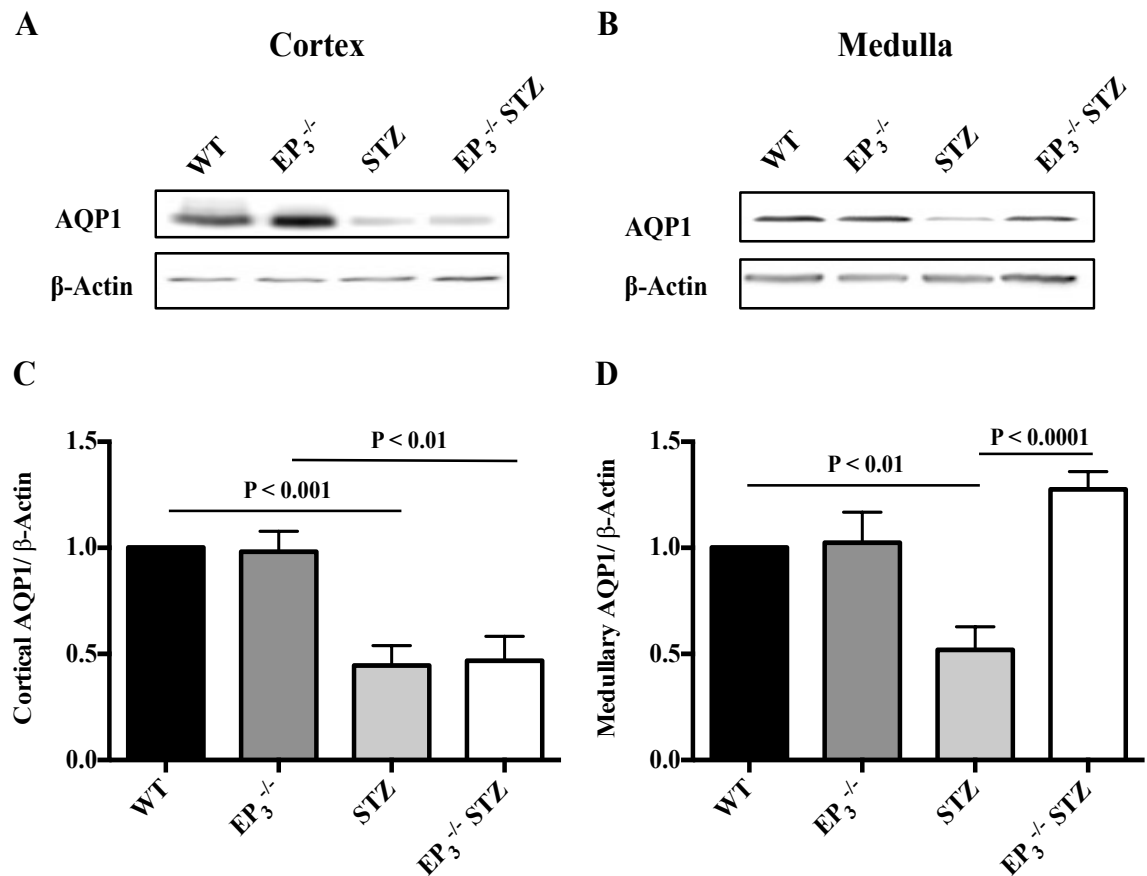 A
Cortex
WT
EP3-/-
STZ
EP3-/- STZ
AQP1
β-Actin
B
Medulla
WT
EP3-/-
STZ
EP3-/- STZ
AQP1
β-Actin
C
Cortical AQP1/ β-Actin
1.5
1.0
0.5
0.0
P < 0.01
P < 0.001
WT
EP3-/-
STZ
EP3-/- STZ
D
Medullary AQP1/ β-Actin
1.5
1.0
0.5
0.0
P < 0.0001
P < 0.01
WT
EP3-/-
STZ
EP3-/- STZ